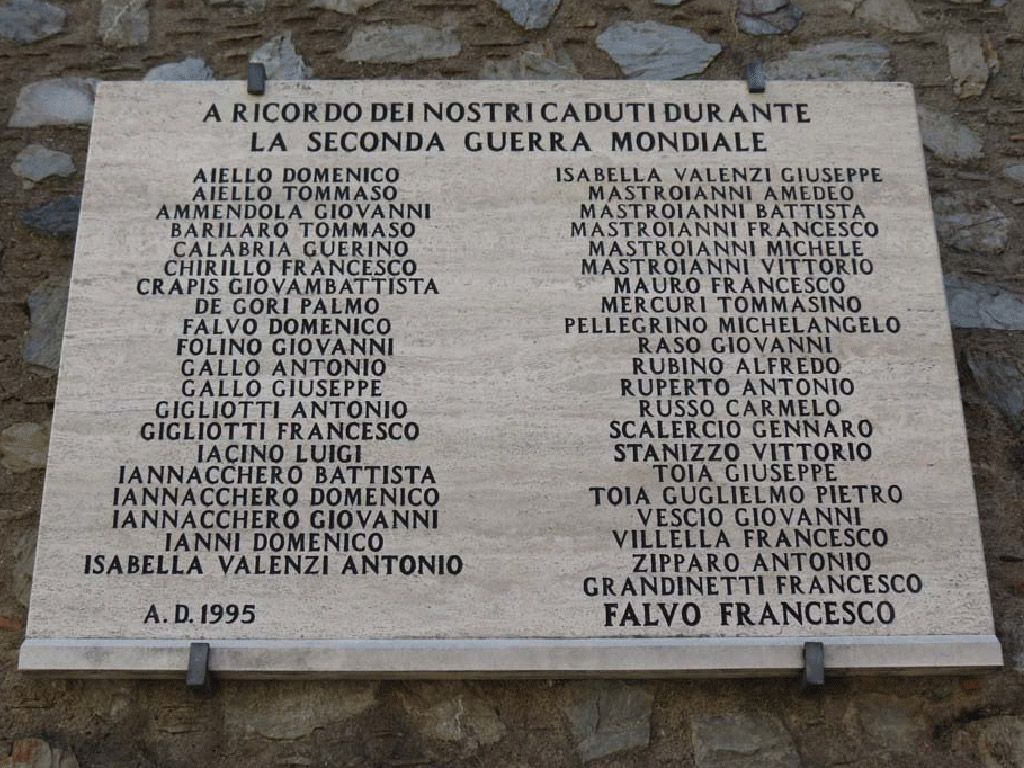 A RICORDO DEI NOSTRI CADUTI DURANTE
LA SECONDA GUERRA MONDIALE
AIELLO DOMENICO
AIELLO TOMMASO
AMMENDOLA GIOVANNI
BARILARO TOMMASO
CALABRIA GUERINO
CHIRILLO FRANCESCO
CRAPIS GIOVAMBATTISTA
DE GORI PALMO
FALVO DOMENICO
FOLINO GIOVANNI
GALLO ANTONIO
GALLO GIUSEPPE
GIGLIOTTI ANTONIO
GIGLIOTTI FRANCESCO
IACINO LUIGI
IANNACCHERO BATTISTA
IANNACCHERO DOMENICO
IANNACCHERO GIOVANNI
IANNI DOMENICO
ISABELLA VALENZI ANTONIO
A.D. 1995
ISABELLA VALENZI GIUSEPPE
MASTROIANNI AMEDEO
MASTROIANNI BATTISTA
MASTROIANNI FRANCESCO
MASTROIANNI MICHELE
MASTROIANNI VITTORIO
MAURO FRANCESCO
MERCURI TOMMASINO
PELLEGRINO MICHELANGELO
RASO GIOVANNI
RUBINO ALFREDO
RUPERTO ANTONIO
RUSSO CARMELO
SCALERCIO GENNARO
STANIZZO VITTORIO
TOIA GIUSEPPE
TOIA GUGLIELMO PIETRO
VESCIO GIOVANNI
VILLELLA FRANCESCO
ZIPPARO ANTONIO
GRANDINETTI FRANCESCO
FALVO FRANCESCO